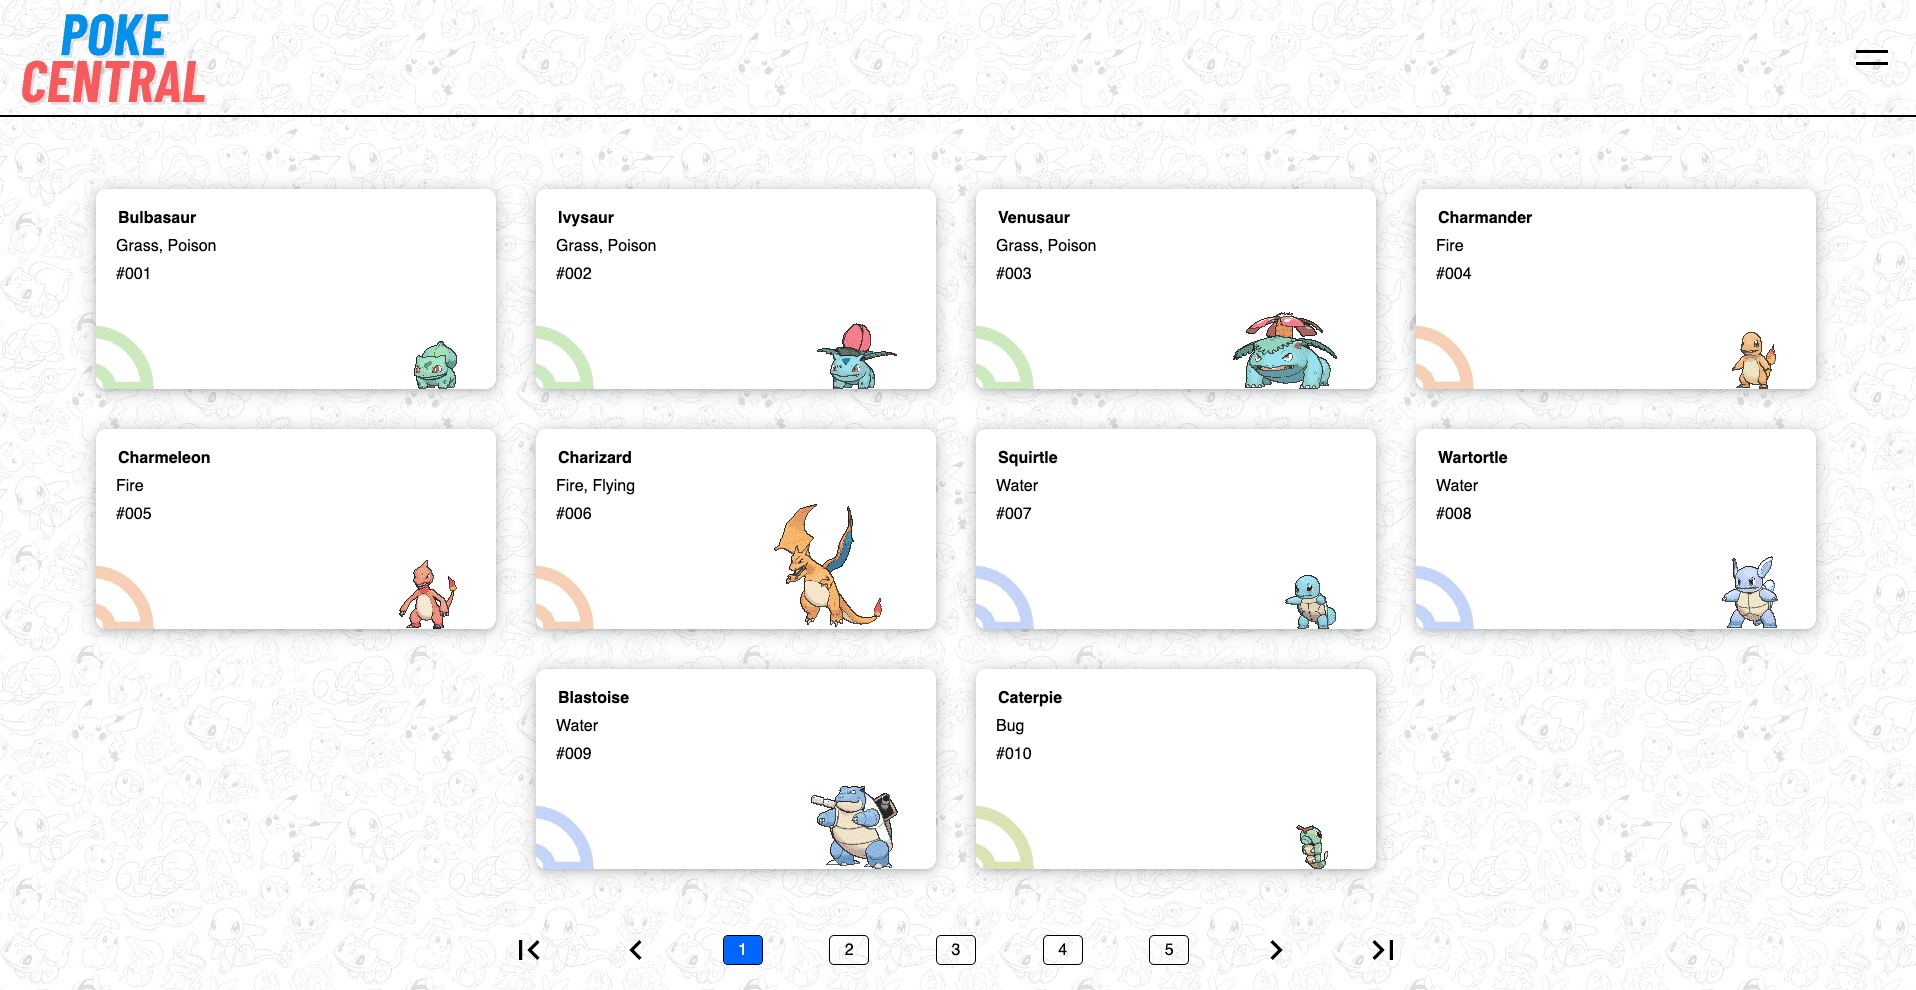 POKE
CENTRAL
Bulbasaur
Grass, Poison
#001
Ivysaur
Grass, Poison
#002
Venusaur
Grass, Poison
#003
Charmander
Fire
#004
Charmeleon
Fire
#005
Charizard
Fire, Flying
#006
Squirtle
Water
#007
Wartortle
Water
#008
Blastoise
Water
#009
Caterpie
Bug
#010
1 2 3 4 5